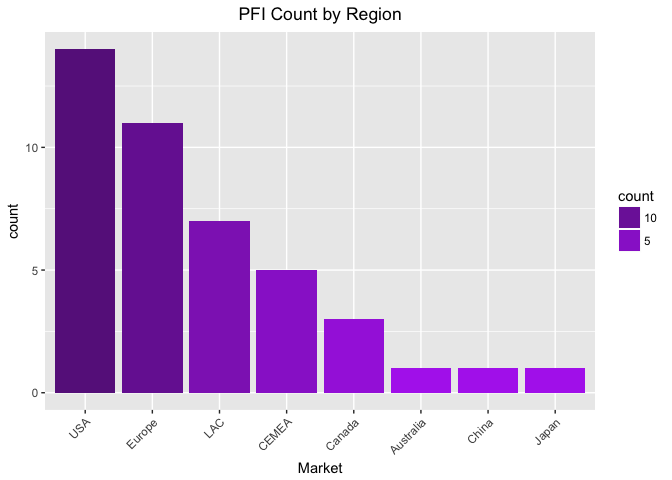 PFI Count by Region
count
10
5
0
USA
Europe
LAC
CEMEA
Canada
Australia
China
Japan
Market
count
10
5